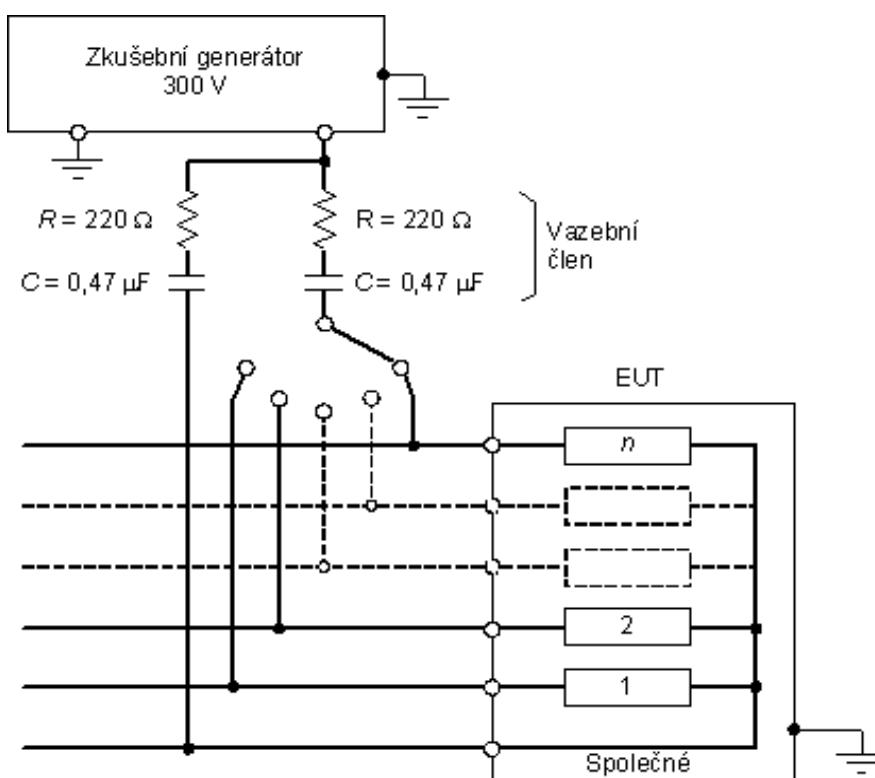 Zkušební generátor
300 V
R = 220 Ω
R = 220 Ω
C = 0,47 µF
C = 0,47 µF
Vazební
člen
EUT
n
2
1
Společné